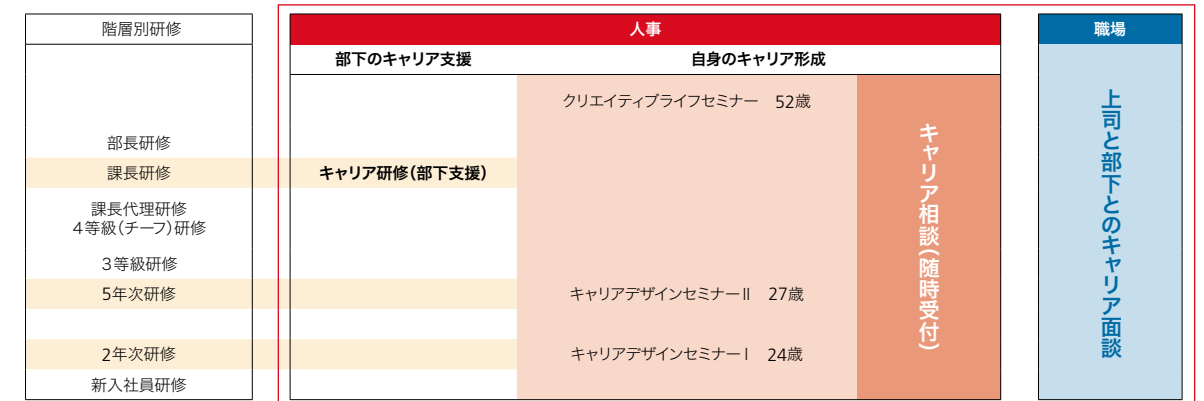 階層別研修
人事
職場
部下のキャリア支援
自身のキャリア形成
クリエイティブライフセミナー 52歳
部長研修
課長研修
キャリア研修(部下支援)
課長代理研修
4等級(チーフ)研修
3等級研修
5年次研修
キャリアデザインセミナーⅡ 27歳
2年次研修
キャリアデザインセミナーⅠ 24歳
新入社員研修
キャリア相談(随時受付)
上司と部下とのキャリア面談